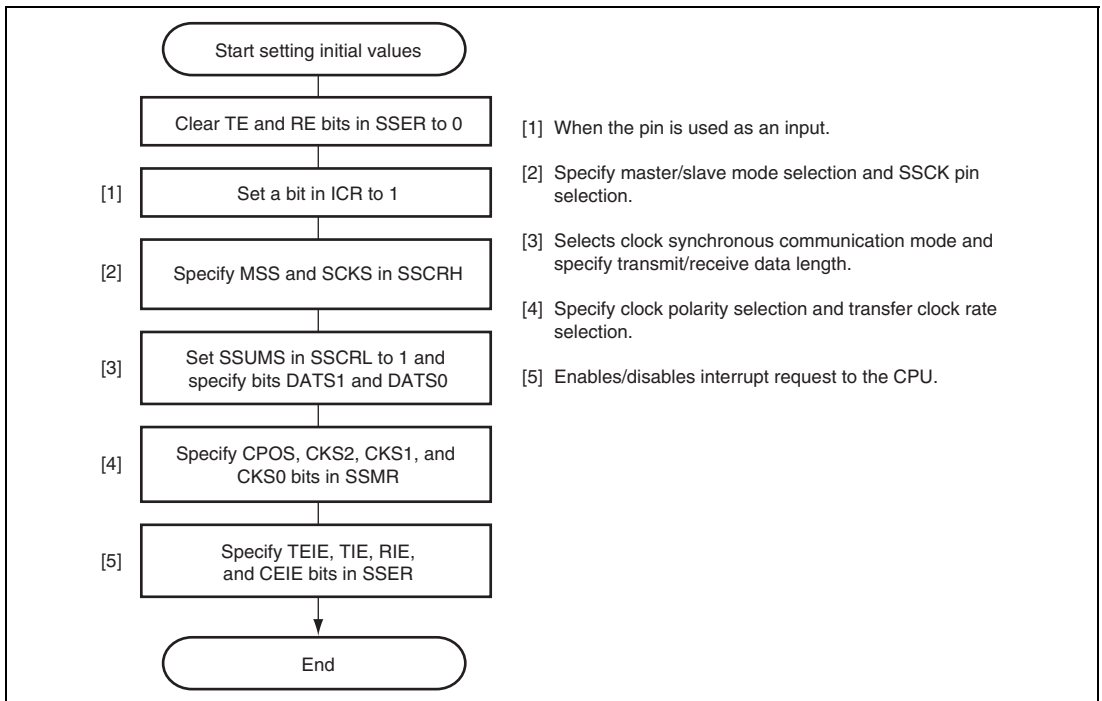 Start setting initial values
Clear TE and RE bits in SSER to 0
[1] Set a bit in ICR to 1
[2] Specify MSS and SCKS in SSCRH
[3] Set SSUMS in SSCRL to 1 and
specify bits DATS1 and DATS0
[4] Specify CPOS, CKS2, CKS1, and
CKS0 bits in SSMR
[5] Specify TEIE, TIE, RIE,
and CEIE bits in SSER
End
[1] When the pin is used as an input.
[2] Specify master/slave mode selection and SSCK pin
selection.
[3] Selects clock synchronous communication mode and
specify transmit/receive data length.
[4] Specify clock polarity selection and transfer clock rate
selection.
[5] Enables/disables interrupt request to the CPU.